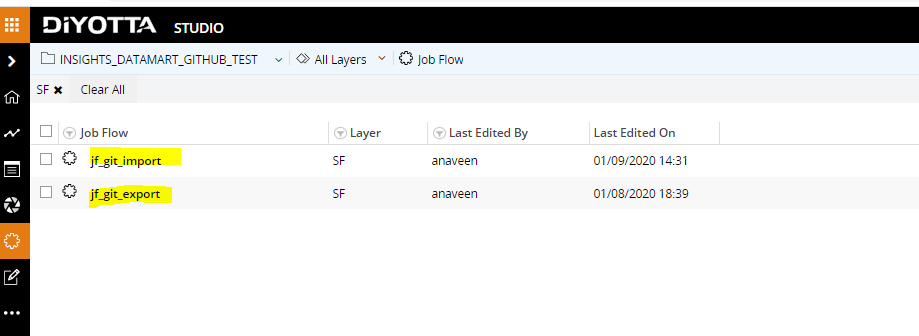 DiYOTTA STUDIO
INSIGHTS_DATAMART_GITHUB_TEST All Layers Job Flow
SF ✖ Clear All
Job Flow Layer Last Edited By Last Edited On
jf_git_import SF anaveen 01/09/2020 14:31
jf_git_export SF anaveen 01/08/2020 18:39